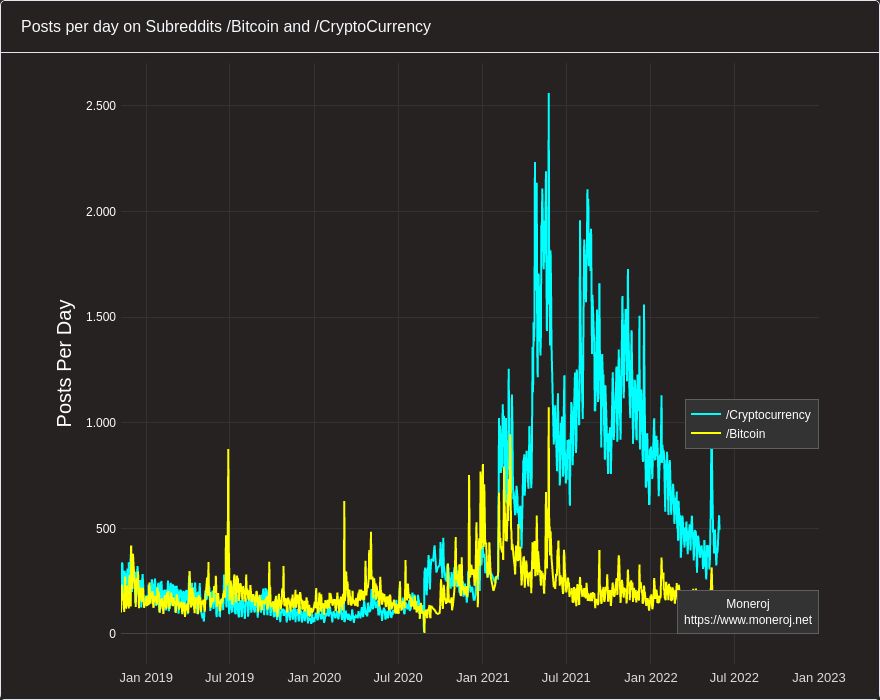 Posts per day on Subreddits /Bitcoin and /CryptoCurrency
Posts Per Day
2.500
2.000
1.500
1.000
500
0
/Cryptocurrency
/Bitcoin
Moneroj
https://www.moneroj.net
Jan 2019 Jul 2019 Jan 2020 Jul 2020 Jan 2021 Jul 2021 Jan 2022 Jul 2022 Jan 2023